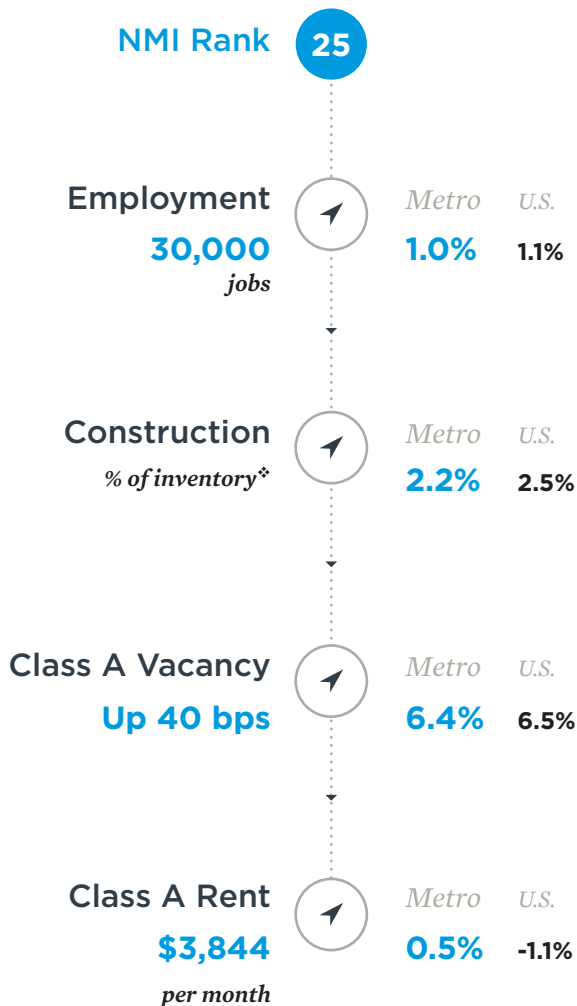 NMI Rank 25
Employment Metro U.S.
30,000 1.0% 1.1%
jobs
Construction Metro U.S.
% of inventory❖ 2.2% 2.5%
Class A Vacancy Metro U.S.
Up 40 bps 6.4% 6.5%
Class A Rent Metro U.S.
$3,844 0.5% -1.1%
per month